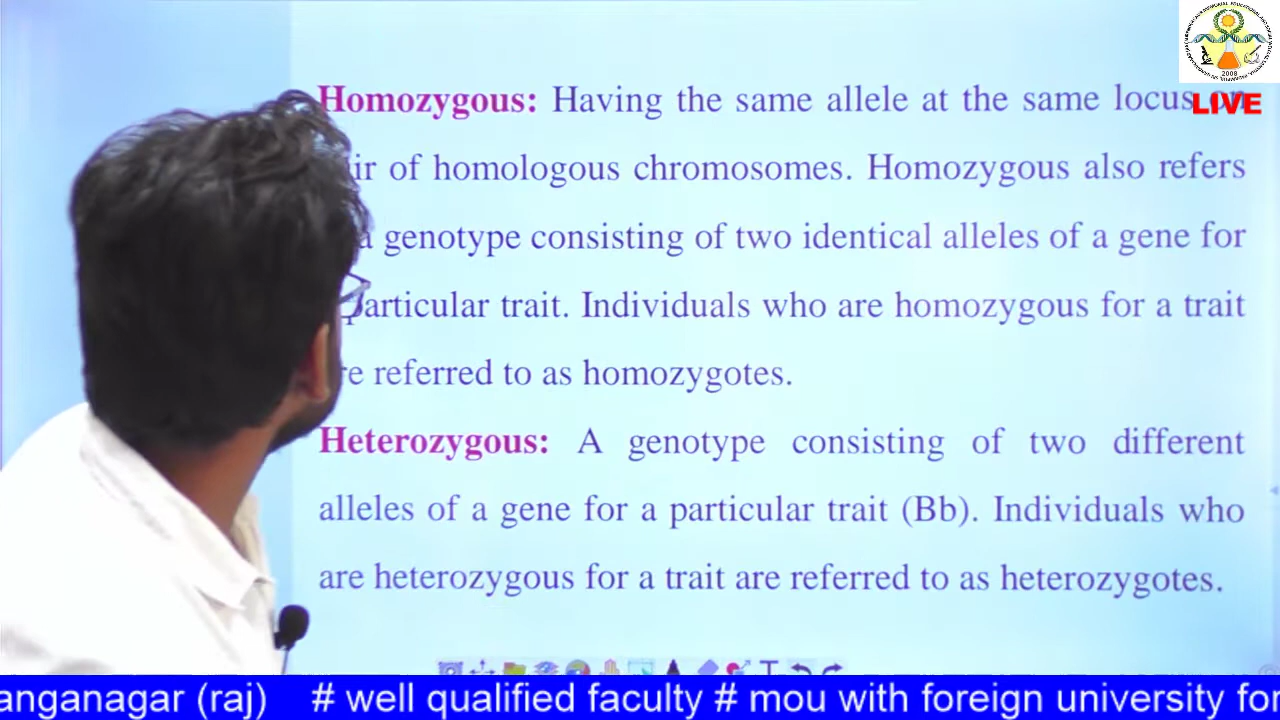 Homozygous: Having the same allele at the same locus on
ir of homologous chromosomes. Homozygous also refers
a genotype consisting of two identical alleles of a gene for
particular trait. Individuals who are homozygous for a trait
re referred to as homozygotes.
Heterozygous: A genotype consisting of two different
alleles of a gene for a particular trait (Bb). Individuals who
are heterozygous for a trait are referred to as heterozygotes.
LIVE
2008
anganagar (raj) # well qualified faculty # mou with foreign university for